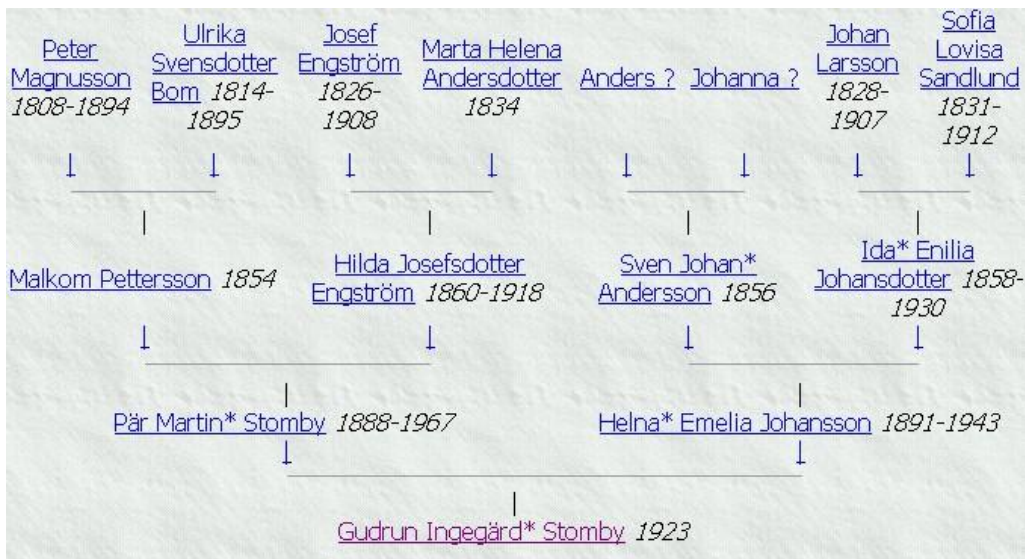 Peter
Magnusson
1808-1894
Ulrika
Svensdotter
Bom 1814-
1895
Josef
Engström
1826-
1908
Marta Helena
Andersdotter
1834
Anders ?
Johanna ?
Johan
Larsson
1828-
1907
Sofia
Lovisa
Sandlund
1831-
1912
Malkom Pettersson 1854
Hilda Josefsdotter
Engström 1860-1918
Sven Johan*
Andersson 1856
Ida* Enilia
Johansdotter 1858-
1930
Pär Martin* Stomby 1888-1967
Helna* Emelia Johansson 1891-1943
Gudrun Ingegärd* Stomby 1923